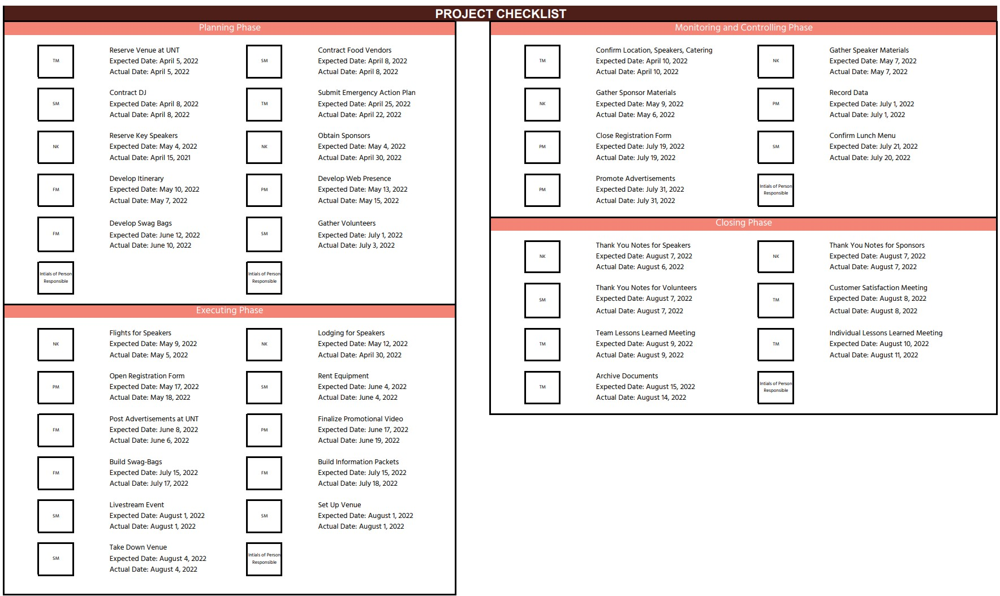 PROJECT CHECKLIST
Planning Phase
TM
Reserve Venue at UNT
Expected Date: April 5, 2022
Actual Date: April 5, 2022
SM
Contract Food Vendors
Expected Date: April 8, 2022
Actual Date: April 8, 2022
SM
Contract DJ
Expected Date: April 8, 2022
Actual Date: April 8, 2022
TM
Submit Emergency Action Plan
Expected Date: April 25, 2022
Actual Date: April 22, 2022
NK
Reserve Key Speakers
Expected Date: May 4, 2022
Actual Date: April 15, 2021
NK
Obtain Sponsors
Expected Date: May 4, 2022
Actual Date: April 30, 2022
FM
Develop Itinerary
Expected Date: May 10, 2022
Actual Date: May 7, 2022
PM
Develop Web Presence
Expected Date: May 13, 2022
Actual Date: May 15, 2022
FM
Develop Swag Bags
Expected Date: June 12, 2022
Actual Date: June 10, 2022
SM
Gather Volunteers
Expected Date: July 1, 2022
Actual Date: July 3, 2022
Intials of Person
Responsible
Intials of Person
Responsible
Executing Phase
NK
Flights for Speakers
Expected Date: May 9, 2022
Actual Date: May 5, 2022
NK
Lodging for Speakers
Expected Date: May 12, 2022
Actual Date: April 30, 2022
PM
Open Registration Form
Expected Date: May 17, 2022
Actual Date: May 18, 2022
SM
Rent Equipment
Expected Date: June 4, 2022
Actual Date: June 4, 2022
FM
Post Advertisements at UNT
Expected Date: June 8, 2022
Actual Date: June 6, 2022
PM
Finalize Promotional Video
Expected Date: June 17, 2022
Actual Date: June 19, 2022
FM
Build Swag-Bags
Expected Date: July 15, 2022
Actual Date: July 17, 2022
FM
Build Information Packets
Expected Date: July 15, 2022
Actual Date: July 18, 2022
SM
Livestream Event
Expected Date: August 1, 2022
Actual Date: August 1, 2022
SM
Set Up Venue
Expected Date: August 1, 2022
Actual Date: August 1, 2022
SM
Take Down Venue
Expected Date: August 4, 2022
Actual Date: August 4, 2022
Intials of Person
Responsible
Monitoring and Controlling Phase
TM
Confirm Location, Speakers, Catering
Expected Date: April 10, 2022
Actual Date: April 10, 2022
NK
Gather Speaker Materials
Expected Date: May 7, 2022
Actual Date: May 7, 2022
NK
Gather Sponsor Materials
Expected Date: May 9, 2022
Actual Date: May 6, 2022
PM
Record Data
Expected Date: July 1, 2022
Actual Date: July 1, 2022
PM
Close Registration Form
Expected Date: July 19, 2022
Actual Date: July 19, 2022
SM
Confirm Lunch Menu
Expected Date: July 21, 2022
Actual Date: July 20, 2022
PM
Promote Advertisements
Expected Date: July 31, 2022
Actual Date: July 31, 2022
Intials of Person
Responsible
Closing Phase
NK
Thank You Notes for Speakers
Expected Date: August 7, 2022
Actual Date: August 6, 2022
NK
Thank You Notes for Sponsors
Expected Date: August 7, 2022
Actual Date: August 7, 2022
SM
Thank You Notes for Volunteers
Expected Date: August 7, 2022
Actual Date: August 7, 2022
TM
Customer Satisfaction Meeting
Expected Date: August 8, 2022
Actual Date: August 8, 2022
TM
Team Lessons Learned Meeting
Expected Date: August 9, 2022
Actual Date: August 9, 2022
TM
Individual Lessons Learned Meeting
Expected Date: August 10, 2022
Actual Date: August 11, 2022
TM
Archive Documents
Expected Date: August 15, 2022
Actual Date: August 14, 2022
Intials of Person
Responsible